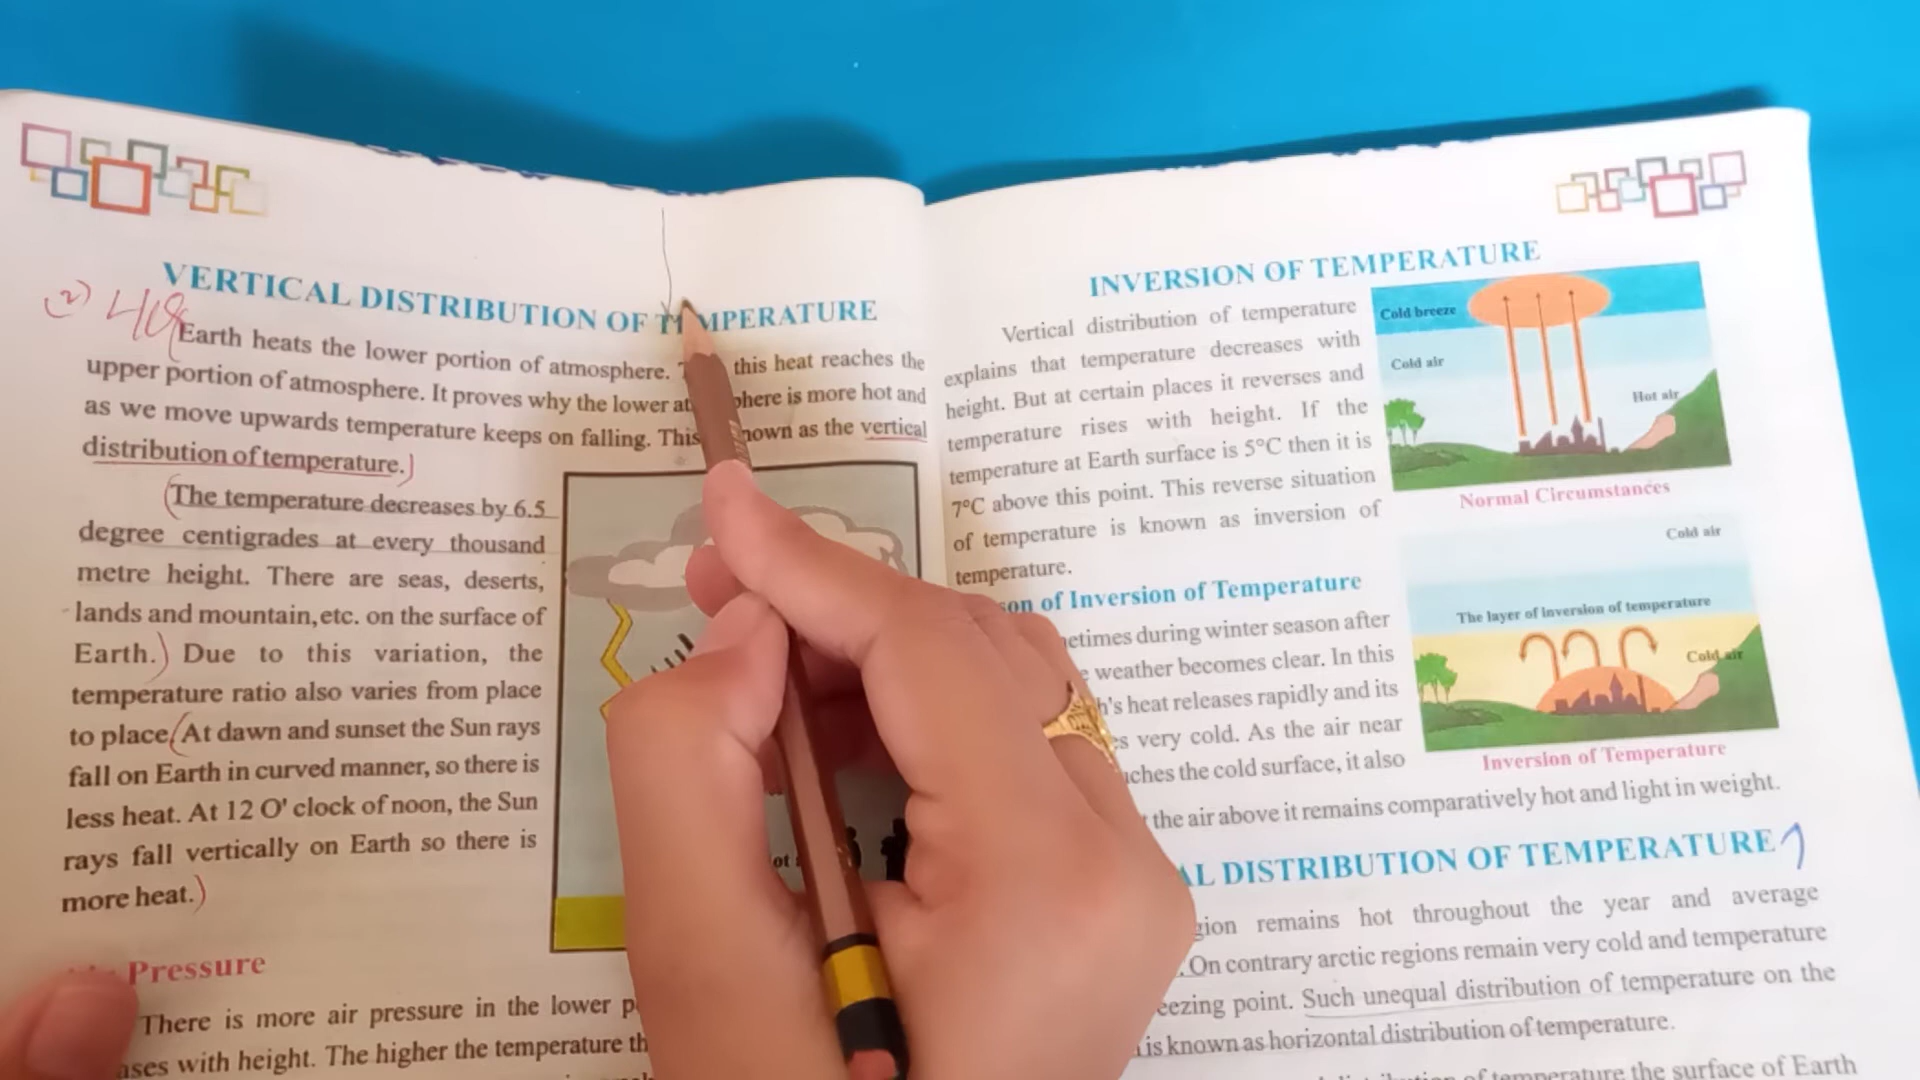 VERTICAL DISTRIBUTION OF TEMPERATURE
Earth heats the lower portion of atmosphere. this heat reaches the
upper portion of atmosphere. It proves why the lower is more hot and
as we move upwards temperature keeps on falling. This known as the vertical
distribution of temperature.
The temperature decreases by 6.5
degree centigrades at every thousand
metre height. There are seas, deserts,
lands and mountain, etc. on the surface of
Earth. Due to this variation, the
temperature ratio also varies from place
to place. At dawn and sunset the Sun rays
fall on Earth in curved manner, so there is
less heat. At 12 O' clock of noon, the Sun
rays fall vertically on Earth so there is
more heat.
Pressure
There is more air pressure in the lower
with height. The higher the temperature
INVERSION OF TEMPERATURE
Vertical distribution of temperature
explains that temperature decreases with
height. But at certain places it reverses and
temperature rises with height. If the
temperature at Earth surface is 5°C then it is
7°C above this point. This reverse situation
of temperature is known as inversion of
temperature.
Cold breeze
Cold air
Hot air
Normal Circumstances
of Inversion of Temperature
during winter season after
weather becomes clear. In this
heat releases rapidly and its
very cold. As the air near
the cold surface, it also
the air above it remains comparatively hot and light in weight.
Cold air
The layer of inversion of temperature
Cold air
Inversion of Temperature
DISTRIBUTION OF TEMPERATURE
remains hot throughout the year and average
On contrary arctic regions remain very cold and temperature
point. Such unequal distribution of temperature on the
is known as horizontal distribution of temperature.
of temperature the surface of Earth